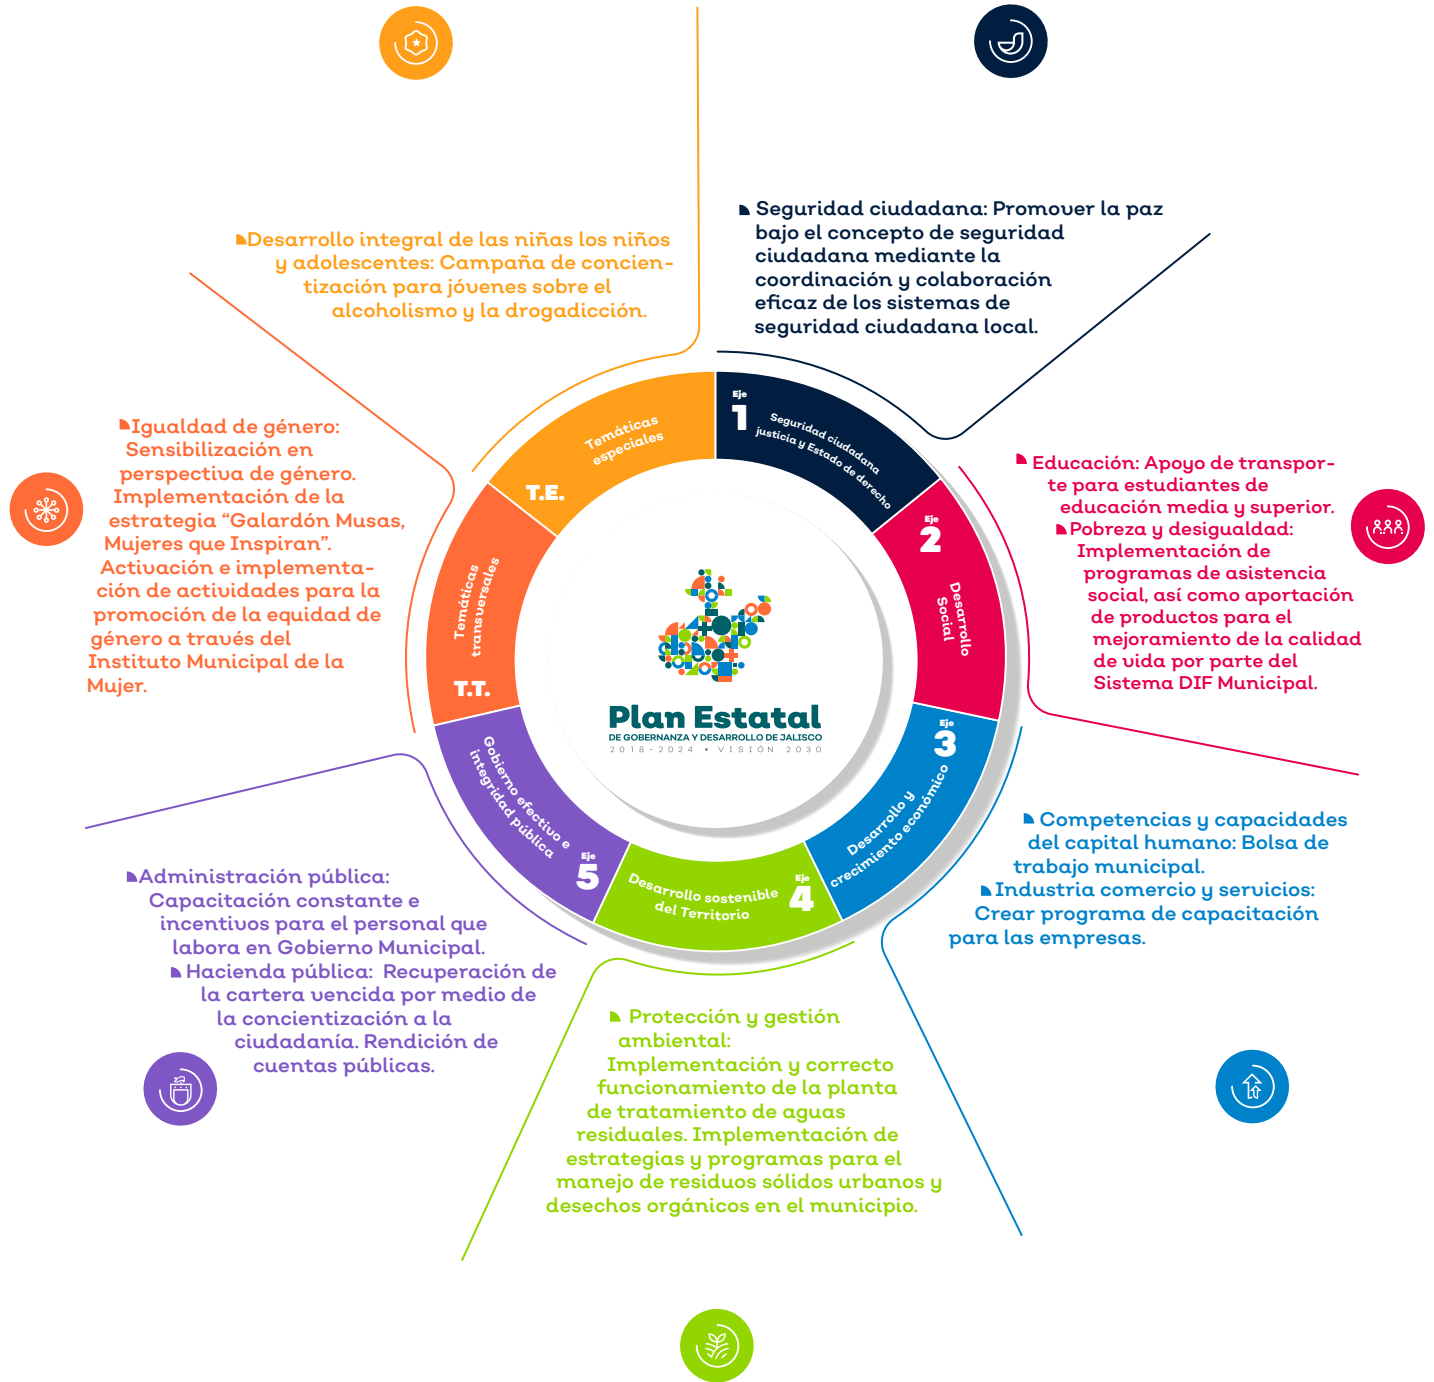 Seguridad ciudadana: Promover la paz
bajo el concepto de seguridad
ciudadana mediante la
coordinación y colaboración
eficaz de los sistemas de
seguridad ciudadana local.
Desarrollo integral de las niñas los niños
y adolescentes: Campaña de concien-
tización para jóvenes sobre el
alcoholismo y la drogadicción.
Igualdad de género:
Sensibilización en
perspectiva de género.
Implementación de la
estrategia “Galardón Musas,
Mujeres que Inspiran”.
Activación e implementa-
ción de actividades para la
promoción de la equidad de
género a través del
Instituto Municipal de la
Mujer.
Temáticas
especiales
T.E.
Eje
1
Seguridad ciudadana
justicia y Estado de derecho
Eje
2
Desarrollo
Social
Temáticas
transversales
T.T.
Educación: Apoyo de transpor-
te para estudiantes de
educación media y superior.
Pobreza y desigualdad:
Implementación de
programas de asistencia
social, así como aportación
de productos para el
mejoramiento de la calidad
de vida por parte del
Sistema DIF Municipal.
Plan Estatal
DE GOBERNANZA Y DESARROLLO DE JALISCO
2018-2024 • VISIÓN 2030
Eje
3
Desarrollo y
crecimiento económico
Gobierno efectivo e
integridad pública
Eje
5
Desarrollo sostenible
del Territorio
Eje
4
Competencias y capacidades
del capital humano: Bolsa de
trabajo municipal.
Industria comercio y servicios:
Crear programa de capacitación
para las empresas.
Administración pública:
Capacitación constante e
incentivos para el personal que
labora en Gobierno Municipal.
Hacienda pública: Recuperación de
la cartera vencida por medio de
la concientización a la
ciudadanía. Rendición de
cuentas públicas.
Protección y gestión
ambiental:
Implementación y correcto
funcionamiento de la planta
de tratamiento de aguas
residuales. Implementación de
estrategias y programas para el
manejo de residuos sólidos urbanos y
desechos orgánicos en el municipio.